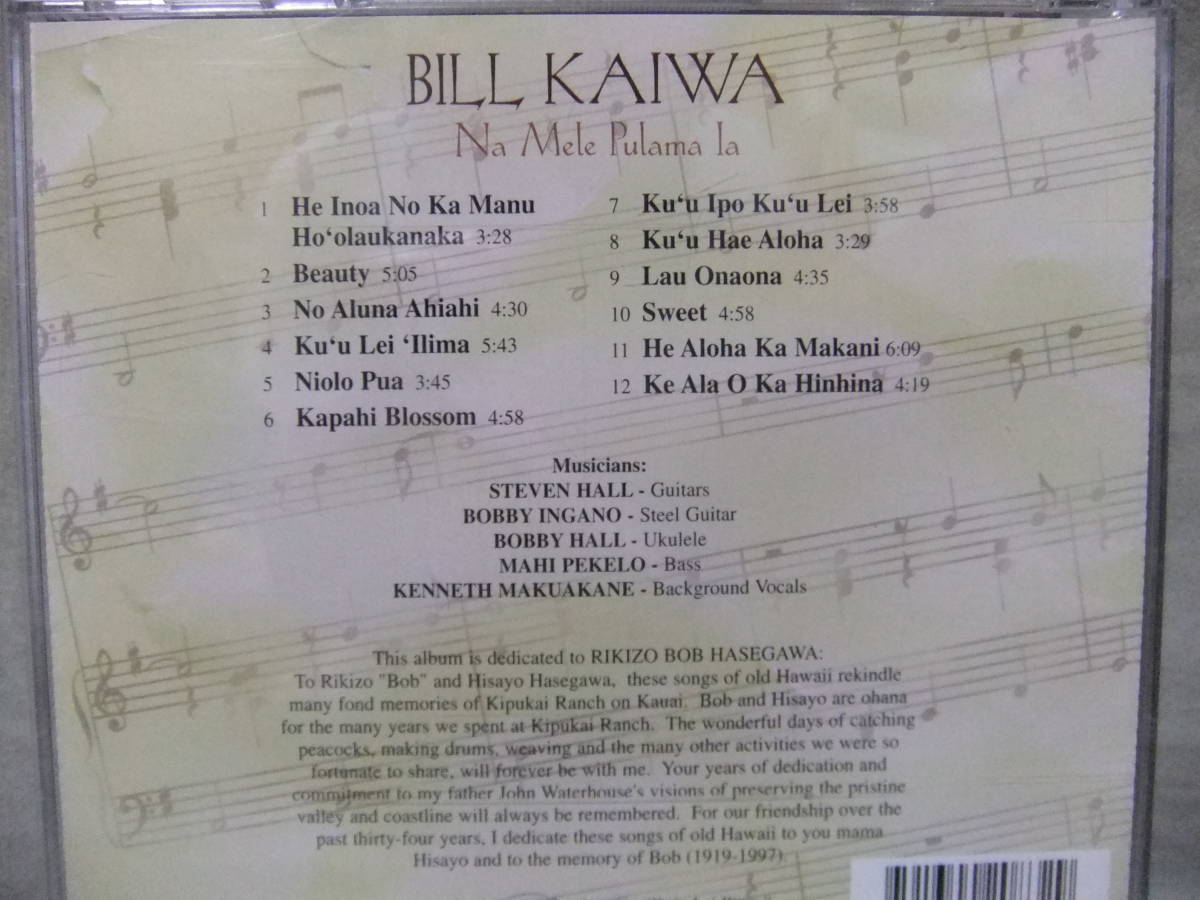 BILL KAIWA
Na Mele Pulama Ia
1 He Inoa No Ka Manu
Ho‘olaukanaka 3:28
2 Beauty 5:05
3 No Aluna Ahiahi 4:30
4 Ku‘u Lei ‘Ilima 5:43
5 Niolo Pua 3:45
6 Kapahi Blossom 4:58
7 Ku‘u Ipo Ku‘u Lei 3:58
8 Ku‘u Hae Aloha 3:29
9 Lau Onaona 4:35
10 Sweet 4:58
11 He Aloha Ka Makani 6:09
12 Ke Ala O Ka Hinhina 4:19
Musicians:
STEVEN HALL - Guitars
BOBBY INGANO - Steel Guitar
BOBBY HALL - Ukulele
MAHI PEKELO - Bass
KENNETH MAKUAKANE - Background Vocals
This album is dedicated to RIKIZO BOB HASEGAWA:
To Rikizo "Bob" and Hisayo Hasegawa, these songs of old Hawaii rekindle
many fond memories of Kipukai Ranch on Kauai. Bob and Hisayo are ohana
for the many years we spent at Kipukai Ranch. The wonderful days of catching
peacocks, making drums, weaving and the many other activities we were so
fortunate to share, will forever be with me. Your years of dedication and
commitment to my father John Waterhouse's visions of preserving the pristine
valley and coastline will always be remembered. For our friendship over the
past thirty-four years, I dedicate these songs of old Hawaii to you mama
Hisayo and to the memory of Bob (1919-1997).